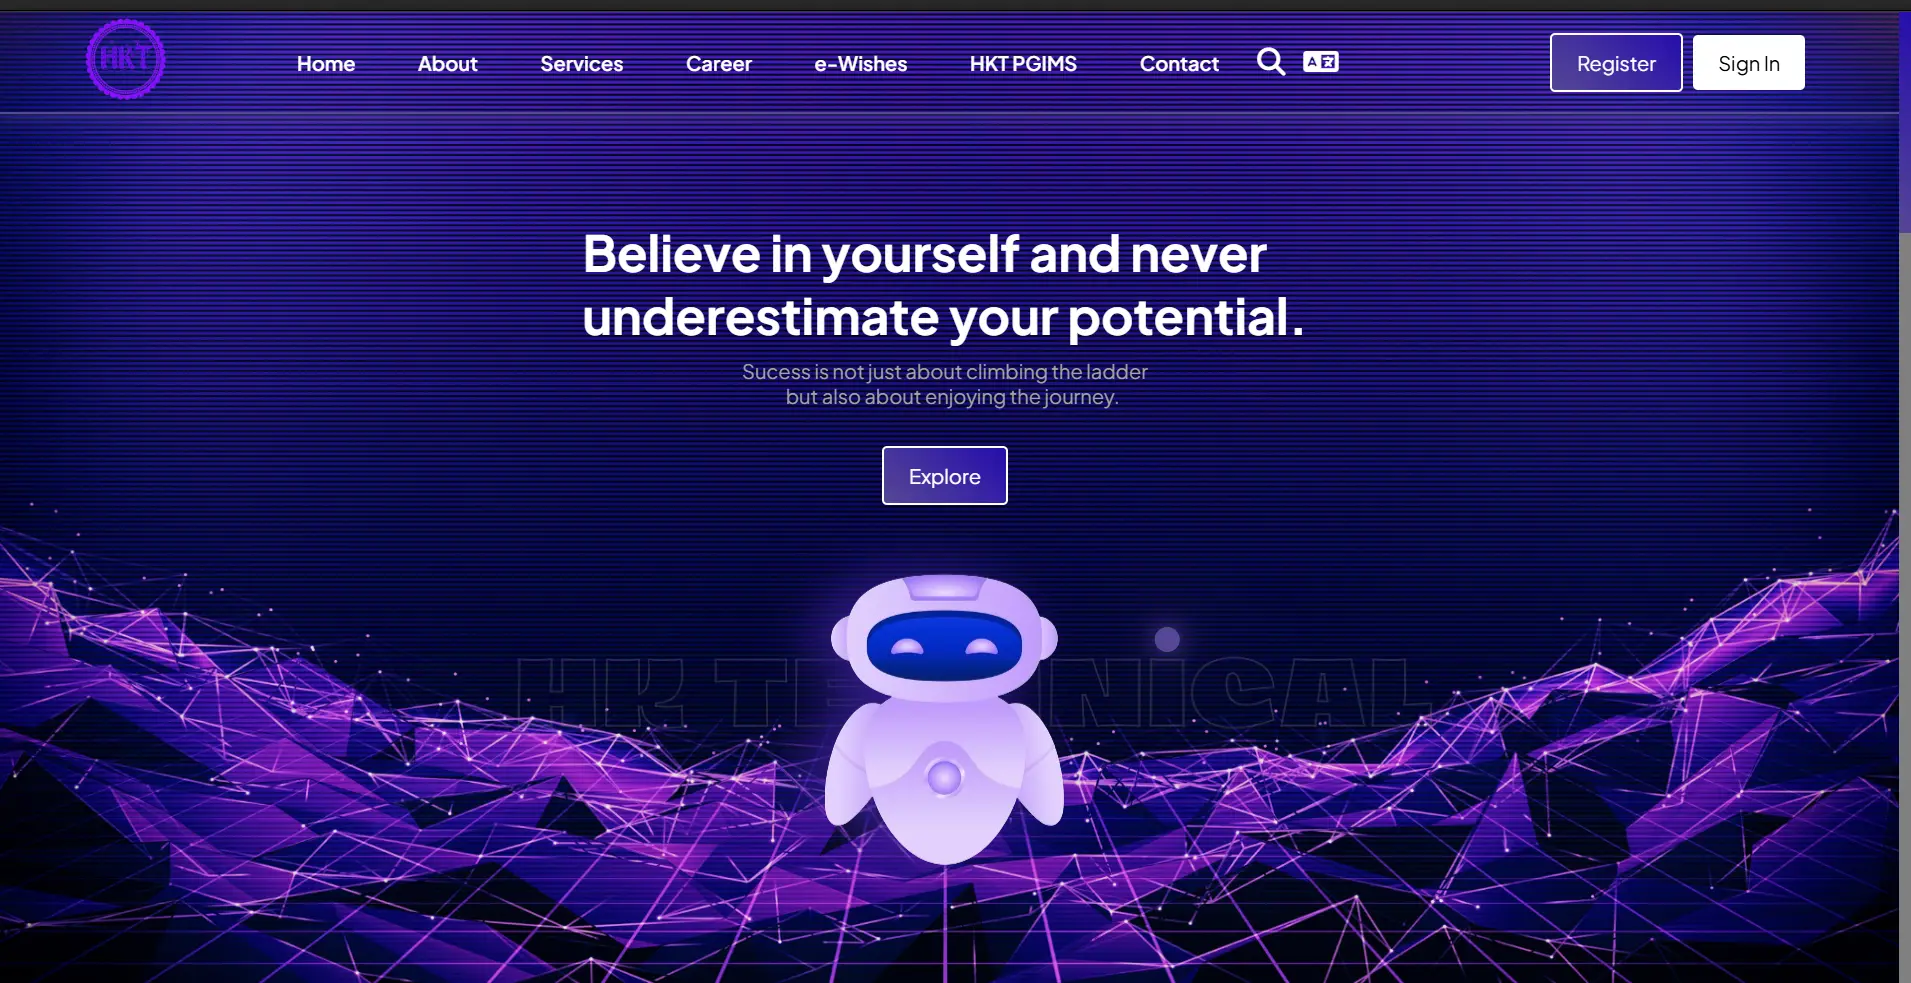 HKT
Home
About
Services
Career
e-Wishes
HKT PGIMS
Contact
A
Register
Sign In
Believe in yourself and never
underestimate your potential.
Sucess is not just about climbing the ladder
but also about enjoying the journey.
Explore
HK TE NICAL